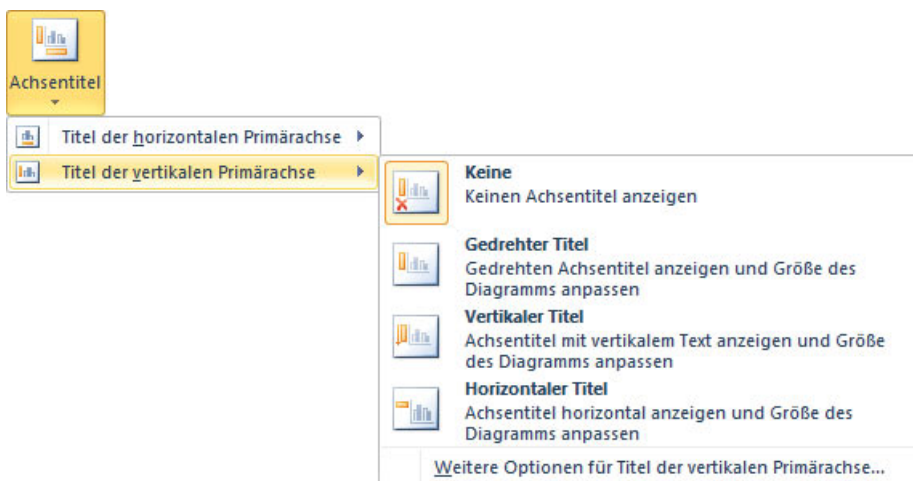 Achsentitel
Titel der horizontalen Primärachse
Titel der vertikalen Primärachse
Keine
Keinen Achsentitel anzeigen
Gedrehter Titel
Gedrehten Achsentitel anzeigen und Größe des
Diagramms anpassen
Vertikaler Titel
Achsentitel mit vertikalem Text anzeigen und Größe
des Diagramms anpassen
Horizontaler Titel
Achsentitel horizontal anzeigen und Größe des
Diagramms anpassen
Weitere Optionen für Titel der vertikalen Primärachse...